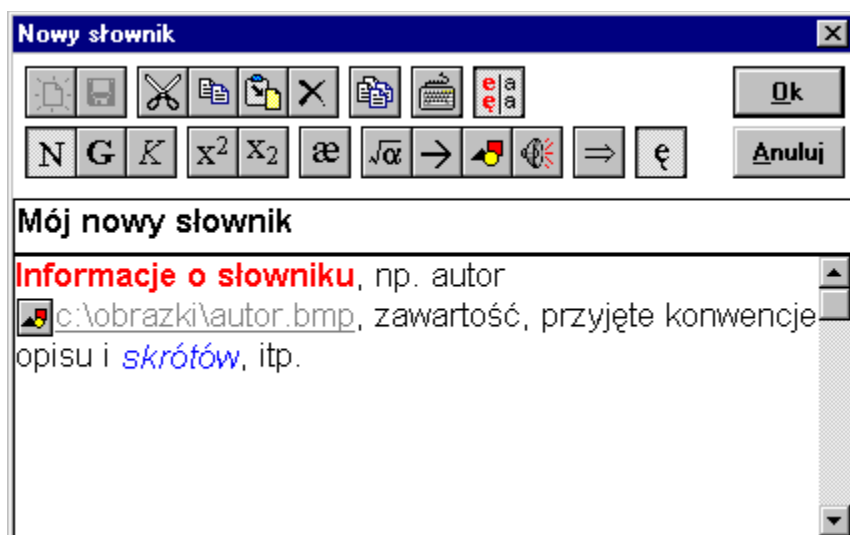 Nowy słownik
e|a
ę|a
Ok
N G K x² x₂ æ √α → ⇒ ę
Anuluj
Mój nowy słownik
Informacje o słowniku, np. autor
c:\obrazki\autor.bmp, zawartość, przyjęte konwencje
opisu i skrótów, itp.